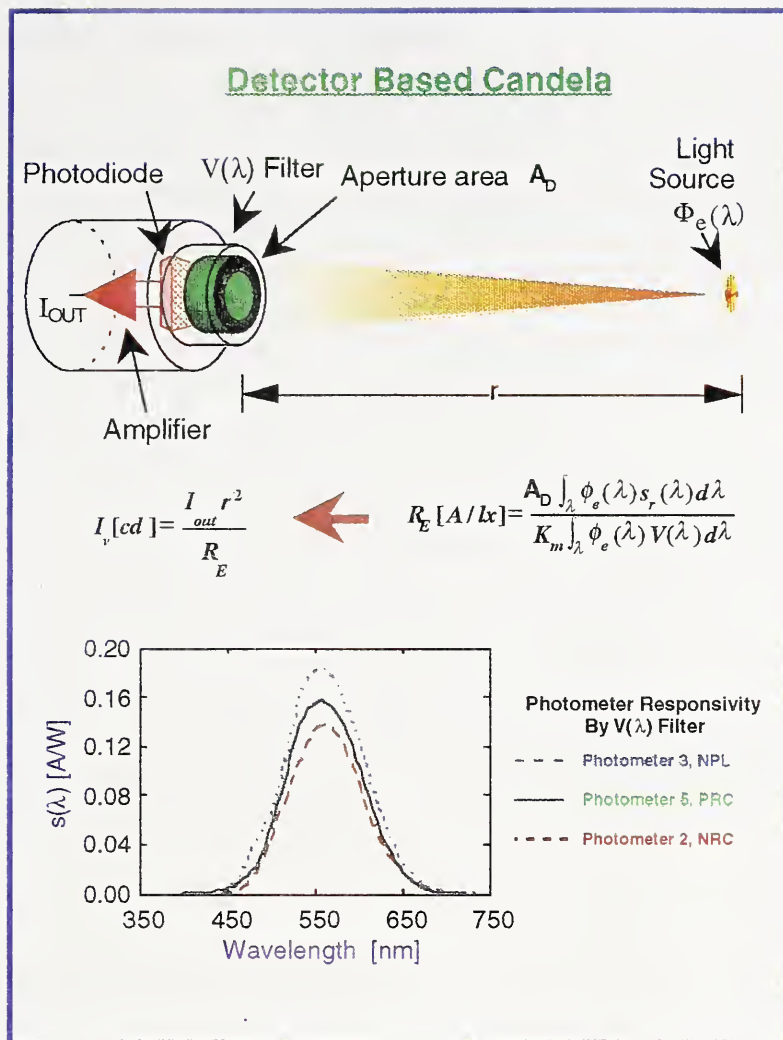 Detector Based Candela
Photodiode
V(λ) Filter
Aperture area A_D
Light
Source
Φ_e(λ)
I_OUT
Amplifier
r
I_v[cd]= I_out r² / R_E
R_E [A/lx]= A_D ∫_λ ϕ_e(λ) s_r(λ) dλ / K_m ∫_λ ϕ_e(λ) V(λ) dλ
0.20
0.16
0.12
0.08
0.04
0.00
s(λ) [A/W]
350 450 550 650 750
Wavelength [nm]
Photometer Responsivity
By V(λ) Filter
Photometer 3, NPL
Photometer 5, PRC
Photometer 2, NRC